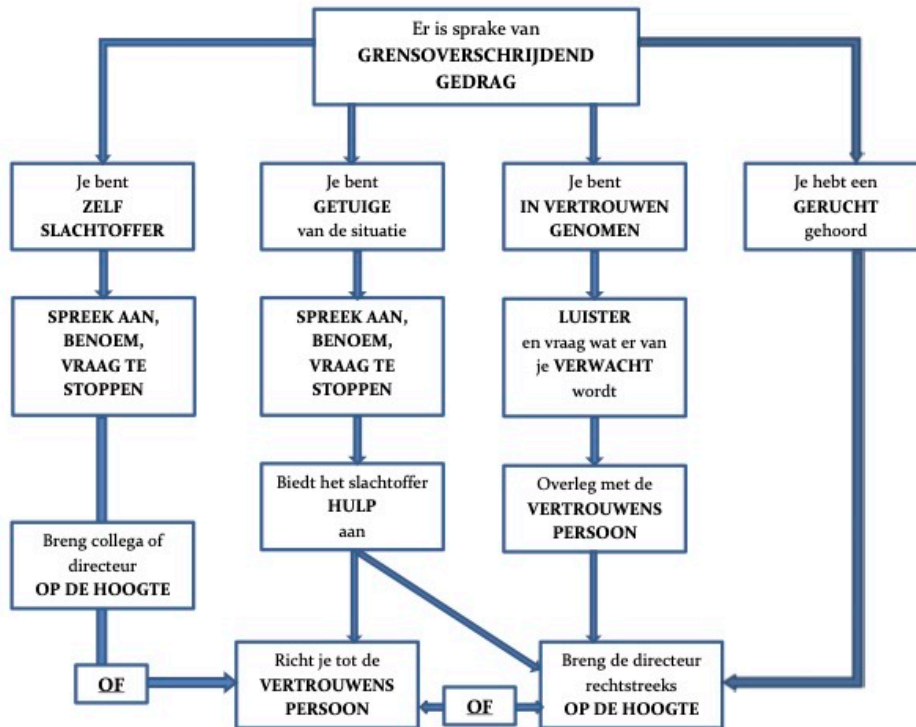 Er is sprake van
GRENSOVERSCHRIJDEND
GEDRAG
Je bent
ZELF
SLACHTOFFER
Je bent
GETUIGE
van de situatie
Je bent
IN VERTROUWEN
GENOMEN
Je hebt een
GERUCHT
gehoord
SPREEK AAN,
BENOEM,
VRAAG TE
STOPPEN
SPREEK AAN,
BENOEM,
VRAAG TE
STOPPEN
LUISTER
en vraag wat er van
je VERWACHT
wordt
Biedt het slachtoffer
HULP
aan
Overleg met de
VERTROUWENS
PERSOON
Breng collega of
directeur
OP DE HOOGTE
OF
Richt je tot de
VERTROUWENS
PERSOON
OF
Breng de directeur
rechtstreeks
OP DE HOOGTE